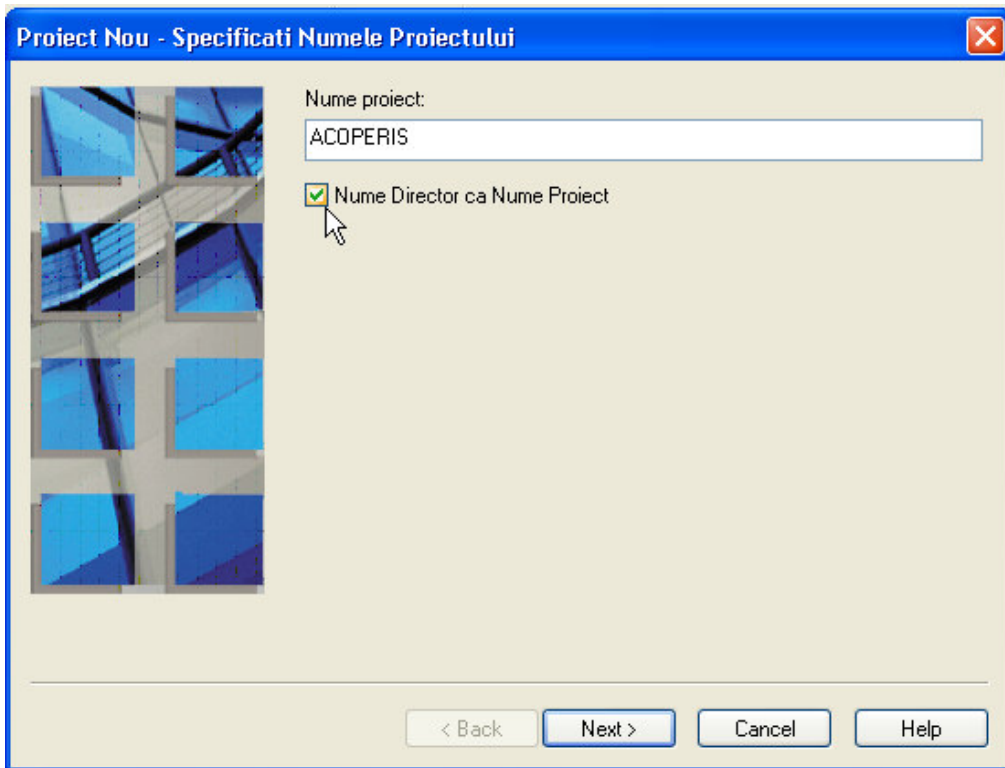 Proiect Nou - Specificati Numele Proiectului
Nume proiect:
ACOPERIS
Nume Director ca Nume Proiect
< Back
Next >
Cancel
Help